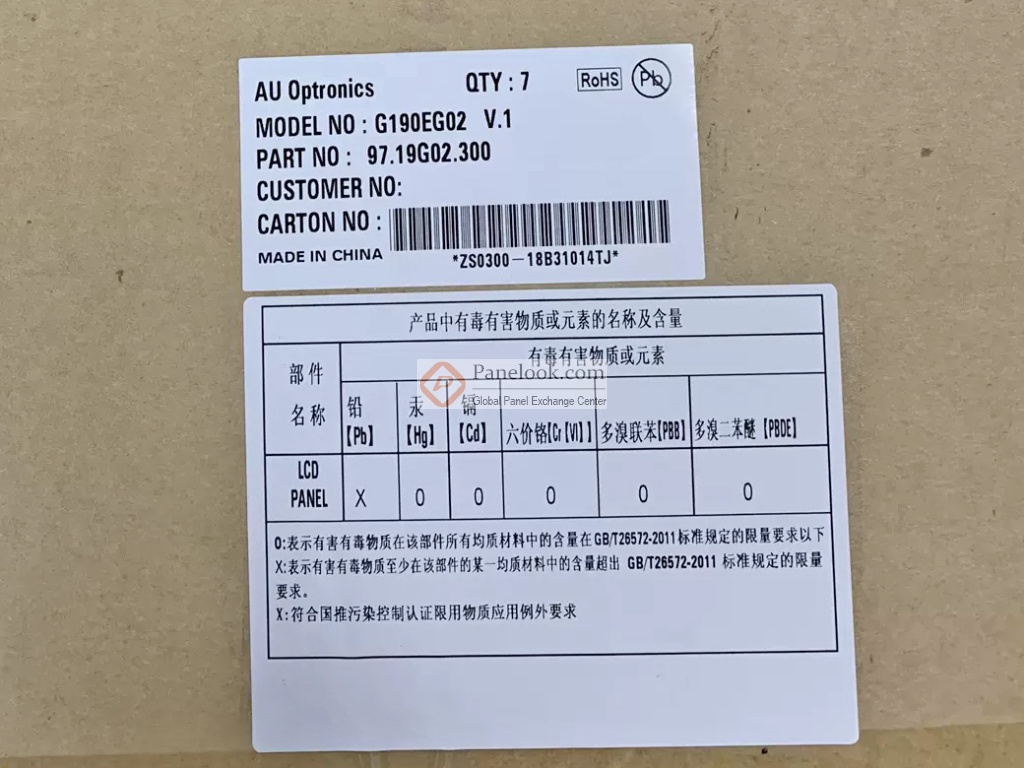 AU Optronics QTY : 7 RoHS Pb
MODEL NO : G190EG02 V.1
PART NO : 97.19G02.300
CUSTOMER NO:
CARTON NO :
MADE IN CHINA *ZS0300-18B31014TJ*
产品中有毒有害物质或元素的名称及含量
部件名称 有毒有害物质或元素
Panelook.com
Global Panel Exchange Center
铅 汞 镉 六价铬[Cr[VI]] 多溴联苯[PBB] 多溴二苯醚[PBDE]
[Pb] [Hg] [Cd]
LCD
PANEL X O O O O O
O:表示有害有毒物质在该部件所有均质材料中的含量在GB/T26572-2011标准规定的限量要求以下
X:表示有害有毒物质至少在该部件的某一均质材料中的含量超出 GB/T26572-2011 标准规定的限量
要求。
X:符合国推污染控制认证限用物质应用例外要求